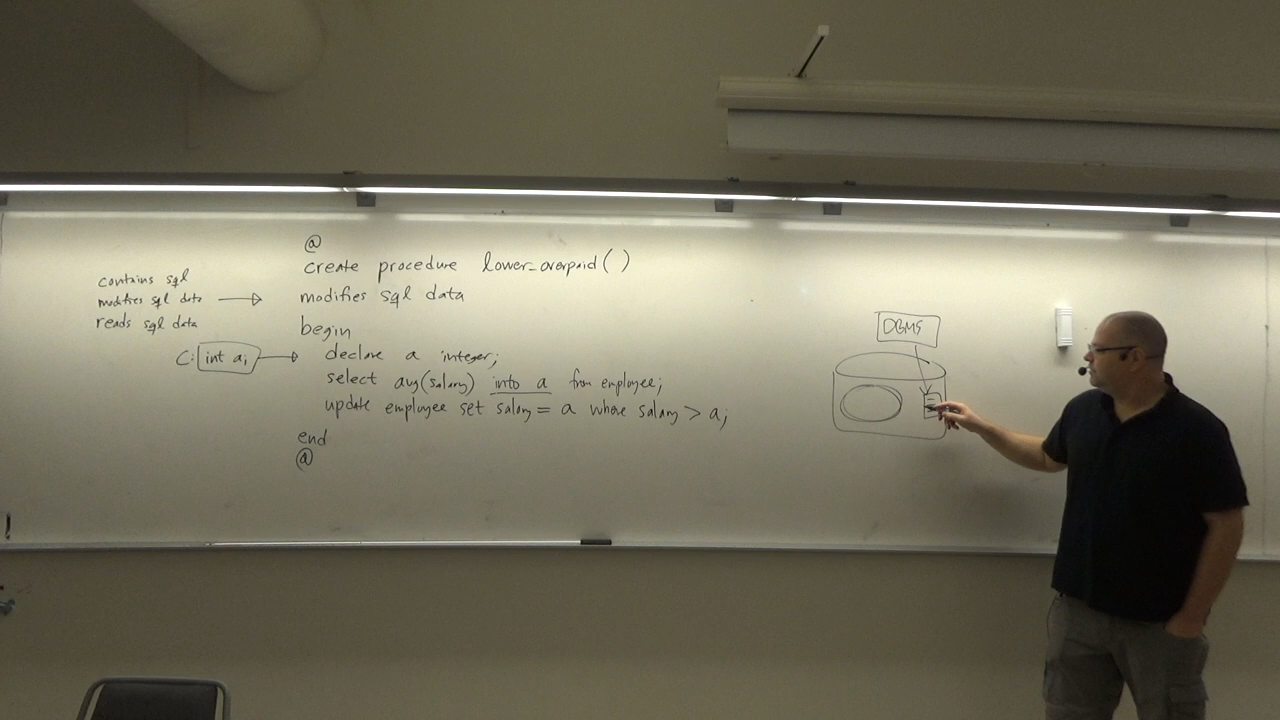 @
create procedure lower_overpaid()
contains sql
modifies sql data
reads sql data
modifies sql data
begin
C: int a;
declare a integer;
select avg(salary) into a from employee;
update employee set salary = a where salary > a;
end
@
DBMS